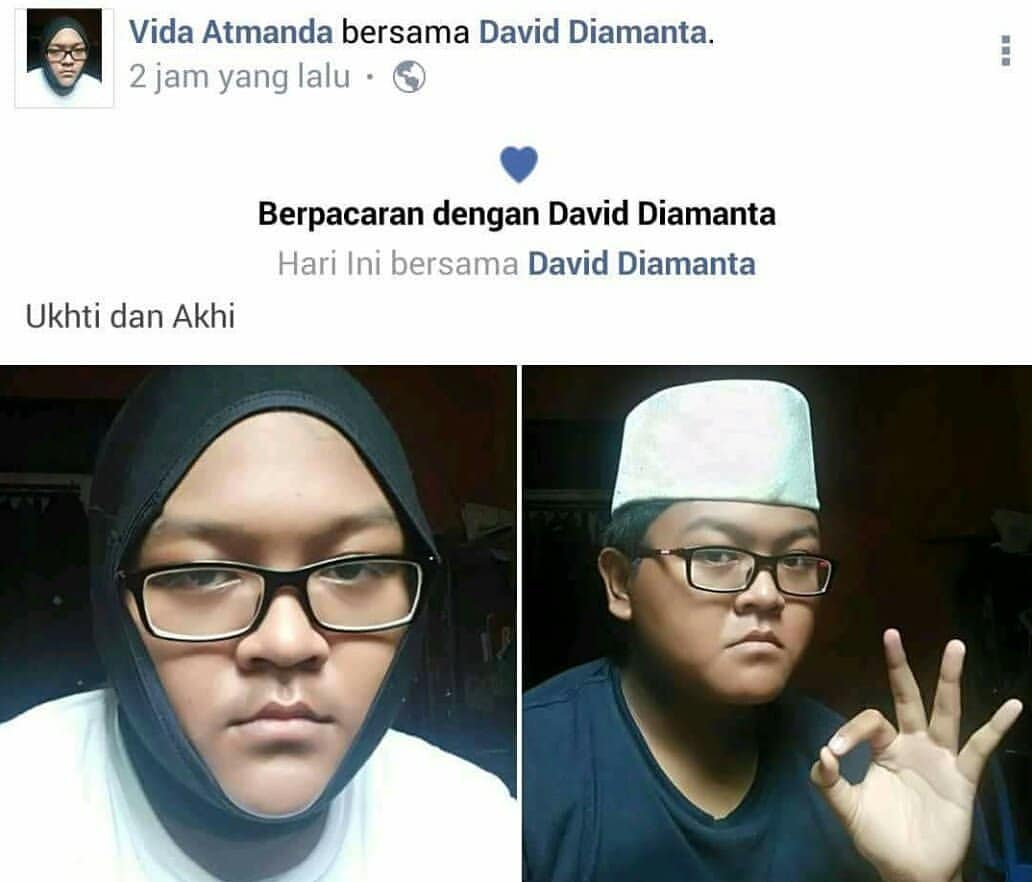 Vida Atmanda bersama David Diamanta.
2 jam yang lalu ·
Berpacaran dengan David Diamanta
Hari Ini bersama David Diamanta
Ukhti dan Akhi